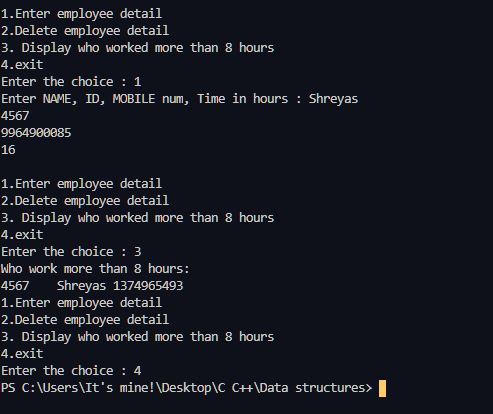 1.Enter employee detail
2.Delete employee detail
3. Display who worked more than 8 hours
4.exit
Enter the choice : 1
Enter NAME, ID, MOBILE num, Time in hours : Shreyas
4567
9964900085
16
1.Enter employee detail
2.Delete employee detail
3. Display who worked more than 8 hours
4.exit
Enter the choice : 3
Who work more than 8 hours:
4567    Shreyas 1374965493
1.Enter employee detail
2.Delete employee detail
3. Display who worked more than 8 hours
4.exit
Enter the choice : 4
PS C:\Users\It's mine!\Desktop\C C++\Data structures>